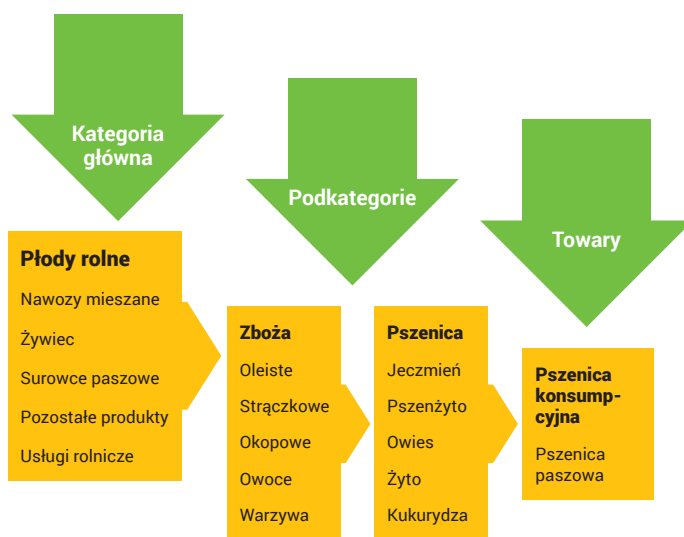 Kategoria
główna
Podkategorie
Towary
Płody rolne
Nawozy mieszane
Żywiec
Surowce paszowe
Pozostałe produkty
Usługi rolnicze
Zboża
Oleiste
Strączkowe
Okopowe
Owoce
Warzywa
Pszenica
Jeczmień
Pszenżyto
Owies
Żyto
Kukurydza
Pszenica
konsump-
cyjna
Pszenica
paszowa